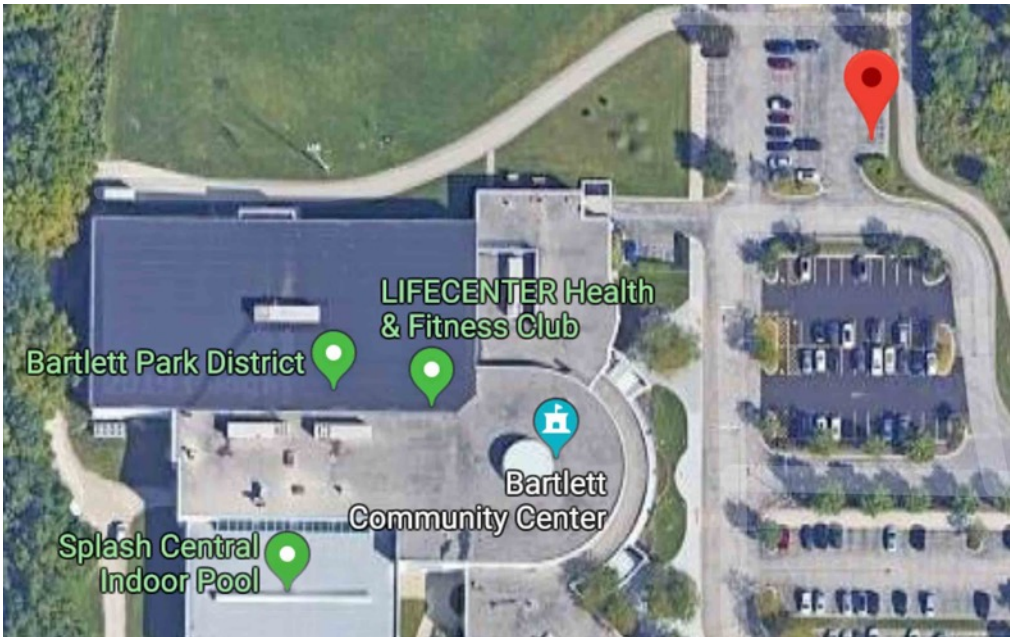 LIFECENTER Health
& Fitness Club
Bartlett Park District
Bartlett
Community Center
Splash Central
Indoor Pool